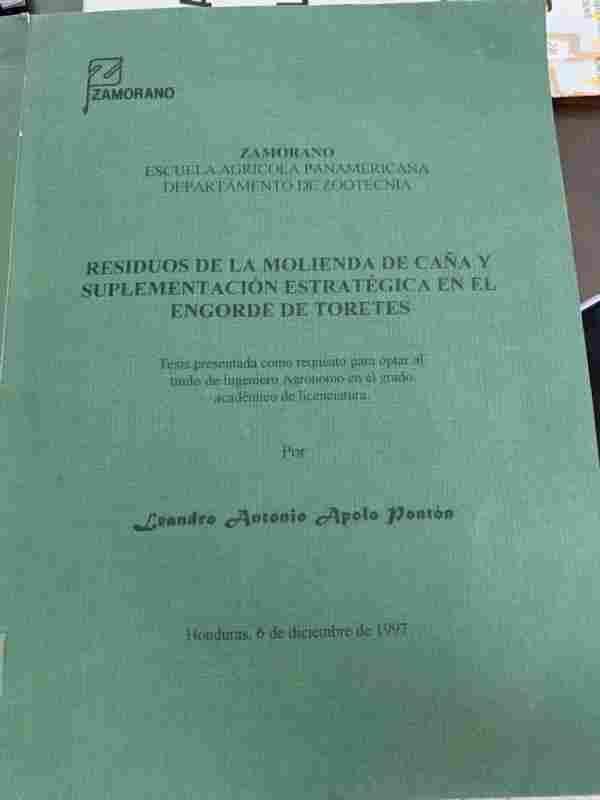 ZAMORANO
ZAMORANO
ESCUELA AGRICOLA PANAMERICANA
DEPARTAMENTO DE ZOOTECNIA
RESIDUOS DE LA MOLIENDA DE CAÑA Y
SUPLEMENTACIÓN ESTRATÉGICA EN EL
ENGORDE DE TORETES
Tesis presentada como requisito para optar al
titulo de Ingeniero Agronomo en el grado
académico de licenciatura.
Por
Leandro Antonio Apolo Pontón
Honduras, 6 de diciembre de 1997